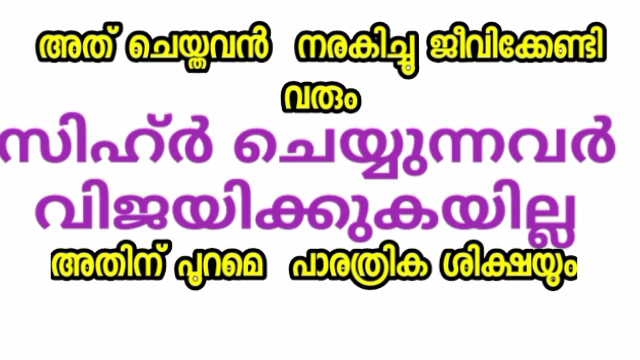 അത് ചെയ്തവൻ നരകിച്ചു ജീവിക്കേണ്ടി
വരും
സിഹ്ർ ചെയ്യുന്നവർ
വിജയിക്കുകയില്ല
അതിന് പുറമെ പാരത്രിക ശിക്ഷയും